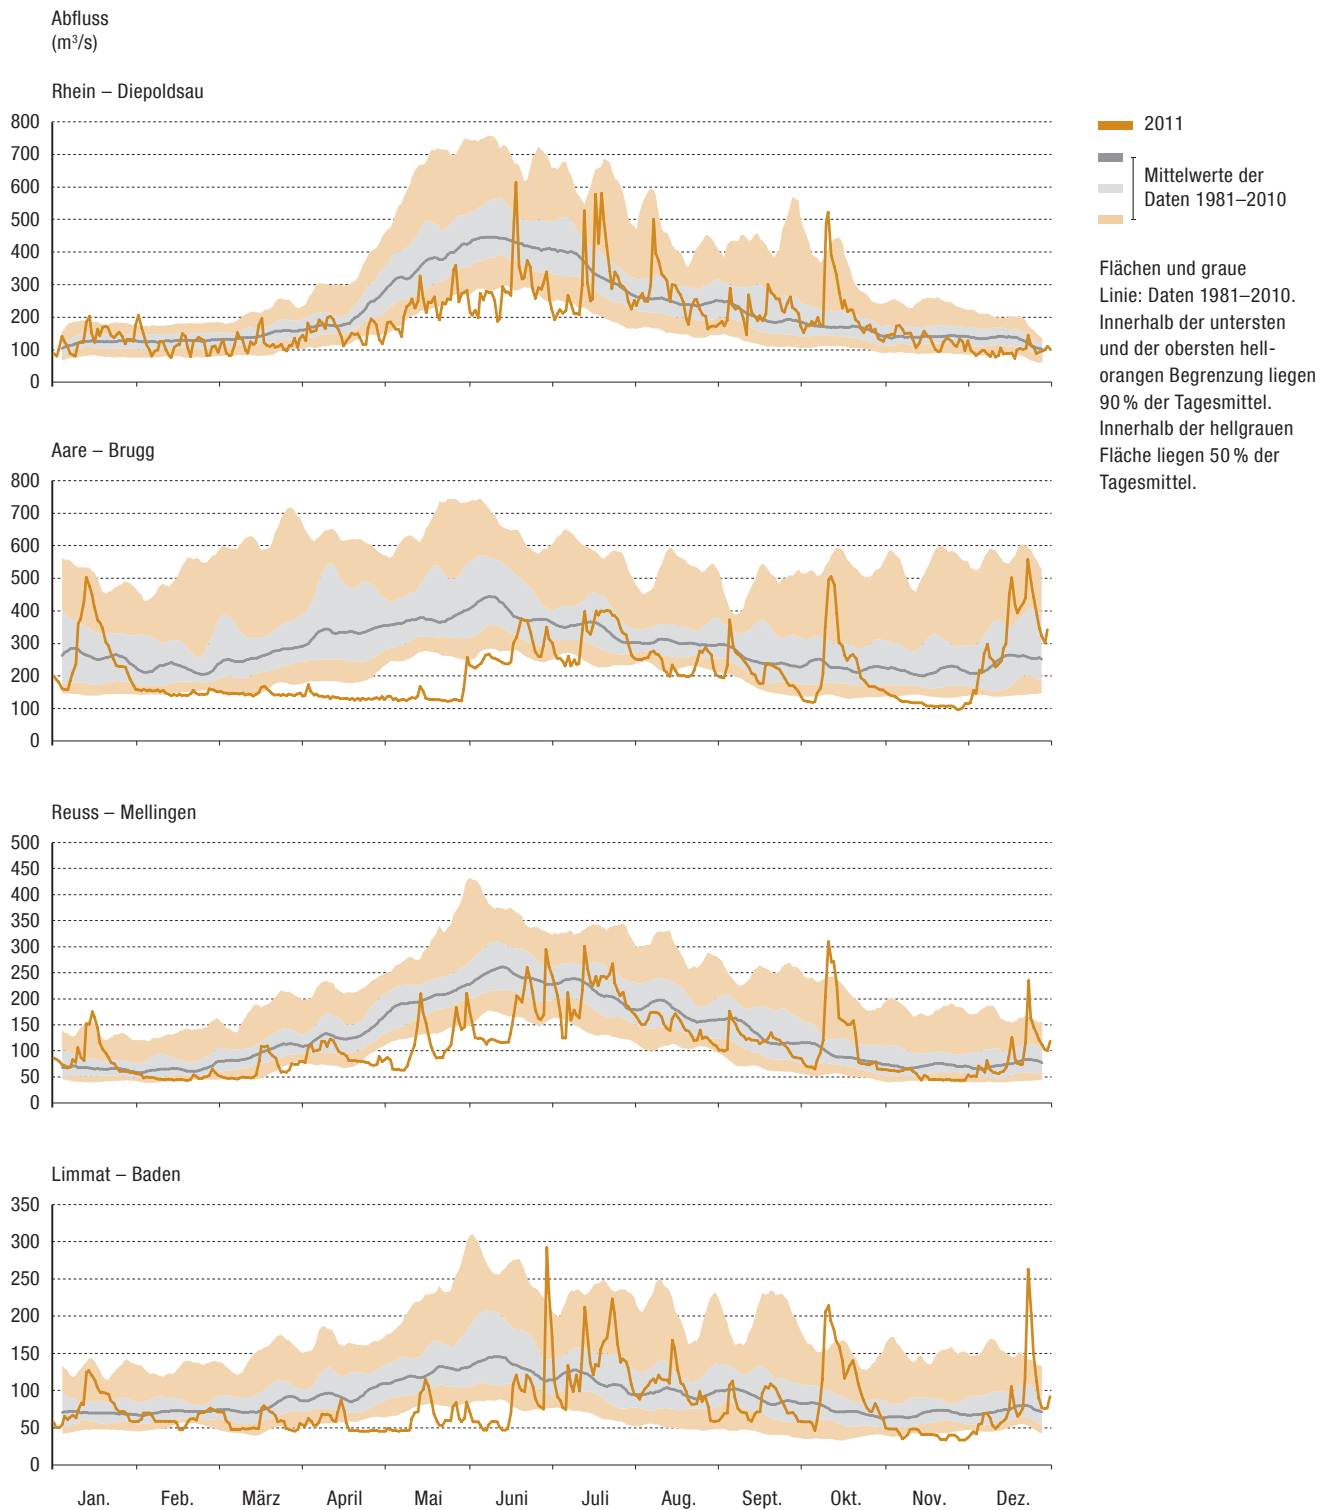 Abfluss
(m³/s)
Rhein – Diepoldsau
800
700
600
500
400
300
200
100
0
2011
Mittelwerte der
Daten 1981–2010
Flächen und graue
Linie: Daten 1981–2010.
Innerhalb der untersten
und der obersten hell-
orangen Begrenzung liegen
90 % der Tagesmittel.
Innerhalb der hellgrauen
Fläche liegen 50 % der
Tagesmittel.
Aare – Brugg
800
700
600
500
400
300
200
100
0
Reuss – Mellingen
500
450
400
350
300
250
200
150
100
50
0
Limmat – Baden
350
300
250
200
150
100
50
0
Jan. Feb. März April Mai Juni Juli Aug. Sept. Okt. Nov. Dez.